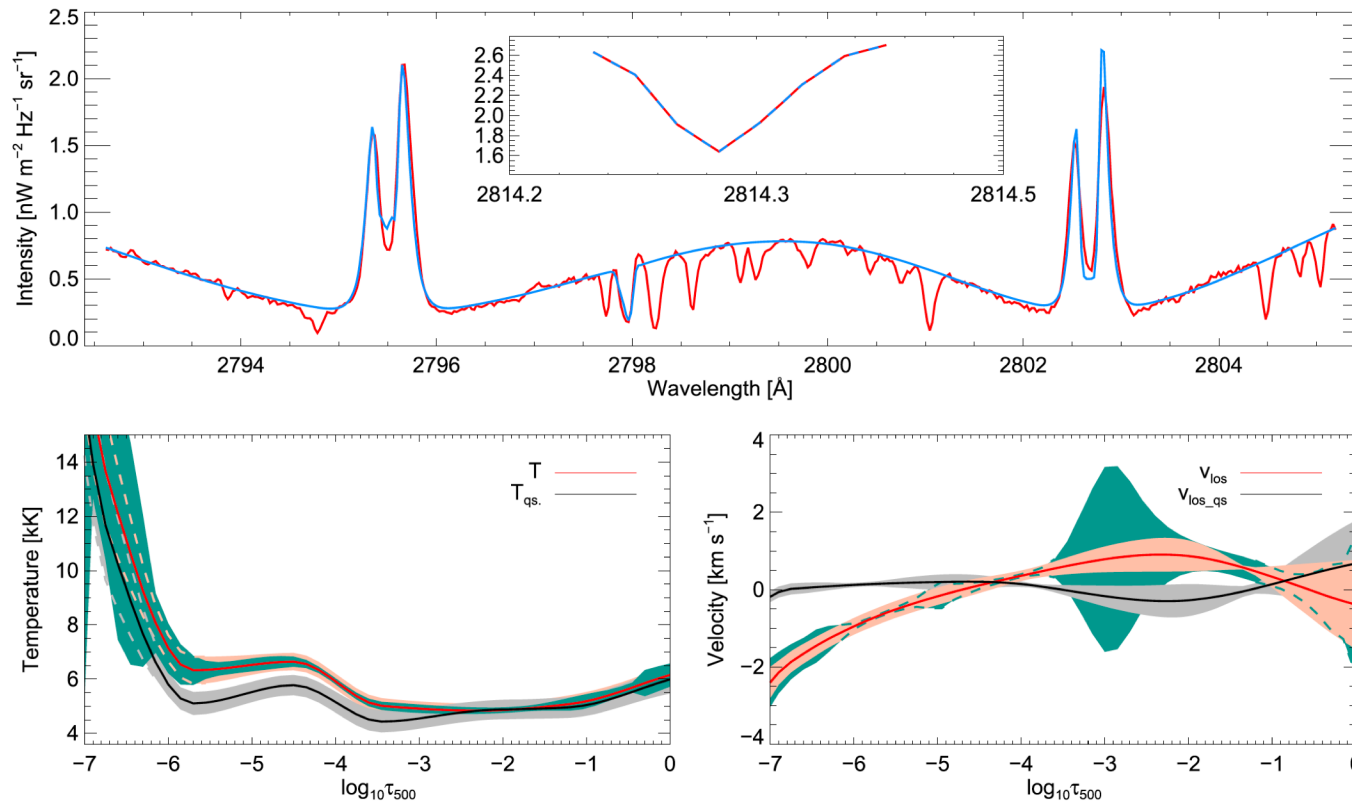 Intensity [nW m⁻² Hz⁻¹ sr⁻¹]
2.5
2.0
1.5
1.0
0.5
0.0
2.6
2.4
2.2
2.0
1.8
1.6
2814.2 2814.3 2814.5
2794 2796 2798 2800 2802 2804
Wavelength [Å]
Temperature [kK]
14
12
10
8
6
4
T
T_qs.
−7 −6 −5 −4 −3 −2 −1 0
log₁₀τ₅₀₀
Velocity [km s⁻¹]
4
2
0
−2
−4
v_los
v_los_qs
−7 −6 −5 −4 −3 −2 −1 0
log₁₀τ₅₀₀